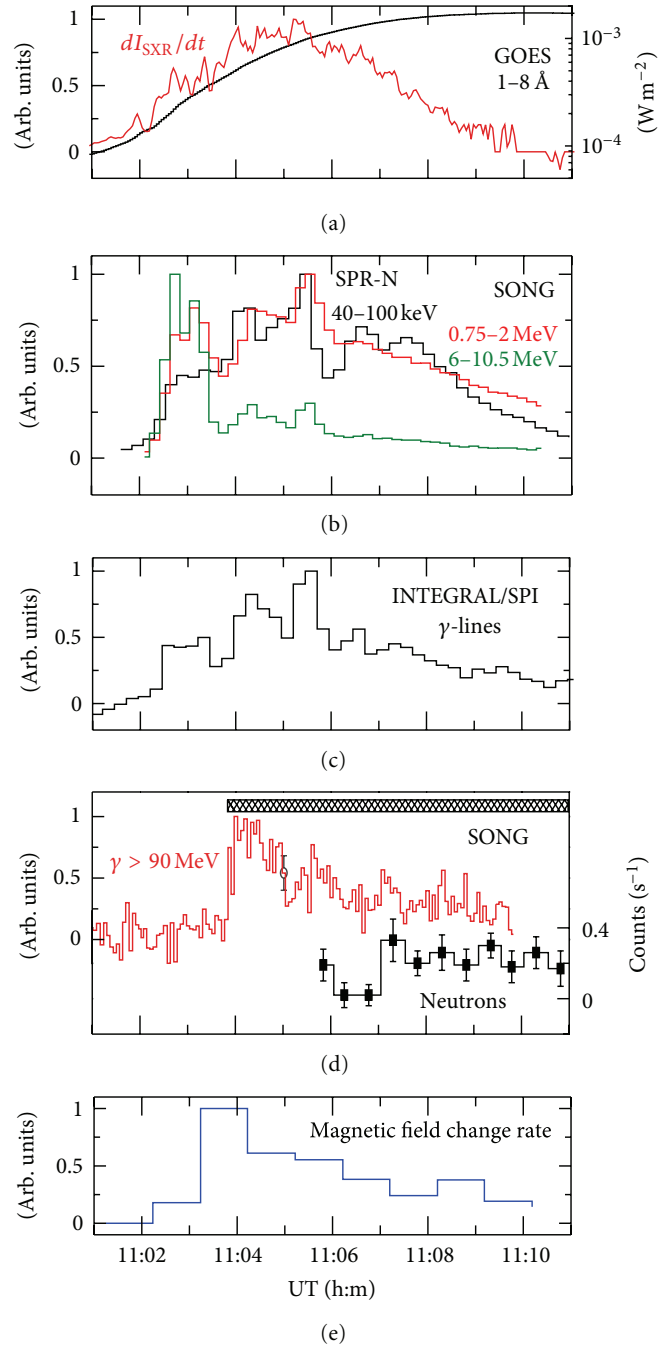 dI_SXR/dt
GOES
1–8 Å
(Arb. units)
1
0.5
0
10⁻³
10⁻⁴
(W m⁻²)
(a)
SPR-N
40–100 keV
SONG
0.75–2 MeV
6–10.5 MeV
(Arb. units)
1
0.5
0
(b)
INTEGRAL/SPI
γ-lines
(Arb. units)
1
0.5
0
(c)
SONG
γ > 90 MeV
Neutrons
(Arb. units)
1
0.5
0
0.4
0
Counts (s⁻¹)
(d)
Magnetic field change rate
(Arb. units)
1
0.5
0
11:02 11:04 11:06 11:08 11:10
UT (h:m)
(e)